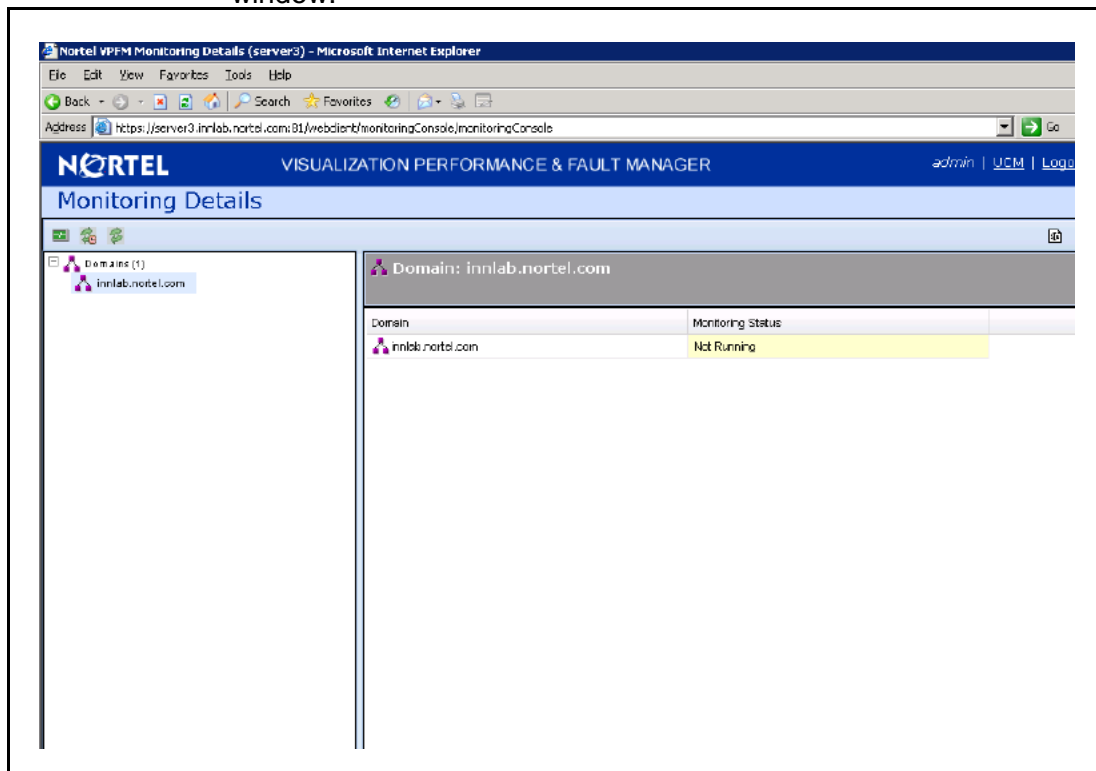 window.
Nortel VPFM Monitoring Details (server3) - Microsoft Internet Explorer
File Edit View Favorites Tools Help
Back Search Favorites
Address https://server3.innlab.nortel.com:81/webclient/monitoringConsole/monitoringConsole Go
NORTEL VISUALIZATION PERFORMANCE & FAULT MANAGER admin | UCM | Logo
Monitoring Details
Domains (1)
innlab.nortel.com
Domain: innlab.nortel.com
Domain Monitoring Status
innlab.nortel.com Not Running